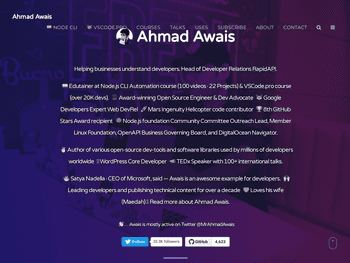 Ahmad Awais
NODE CLI
VSCODE.PRO
COURSES
TALKS
USES
SUBSCRIBE
ABOUT
CONTACT
Ahmad Awais
Helping businesses understand developers. Head of Developer Relations RapidAPI.
Edutainer at Node.js CLI Automation course (100 videos · 22 Projects) & VSCode.pro course
(over 20K devs). Award-winning Open Source Engineer & Dev Advocate Google
Developers Expert Web DevRel Mars Ingenuity Helicopter code contributor 8th GitHub
Stars Award recipient Node.js foundation Community Committee Outreach Lead, Member
Linux Foundation, OpenAPI Business Governing Board, and DigitalOcean Navigator.
Author of various open-source dev-tools and software libraries used by millions of developers
worldwide WordPress Core Developer TEDx Speaker with 100+ international talks.
Satya Nadella · CEO of Microsoft, said — Awais is an awesome example for developers.
Leading developers and publishing technical content for over a decade Loves his wife
(Maedah) Read more about Ahmad Awais.
... Awais is mostly active on Twitter @MrAhmadAwais
Follow
GitHub
4,623